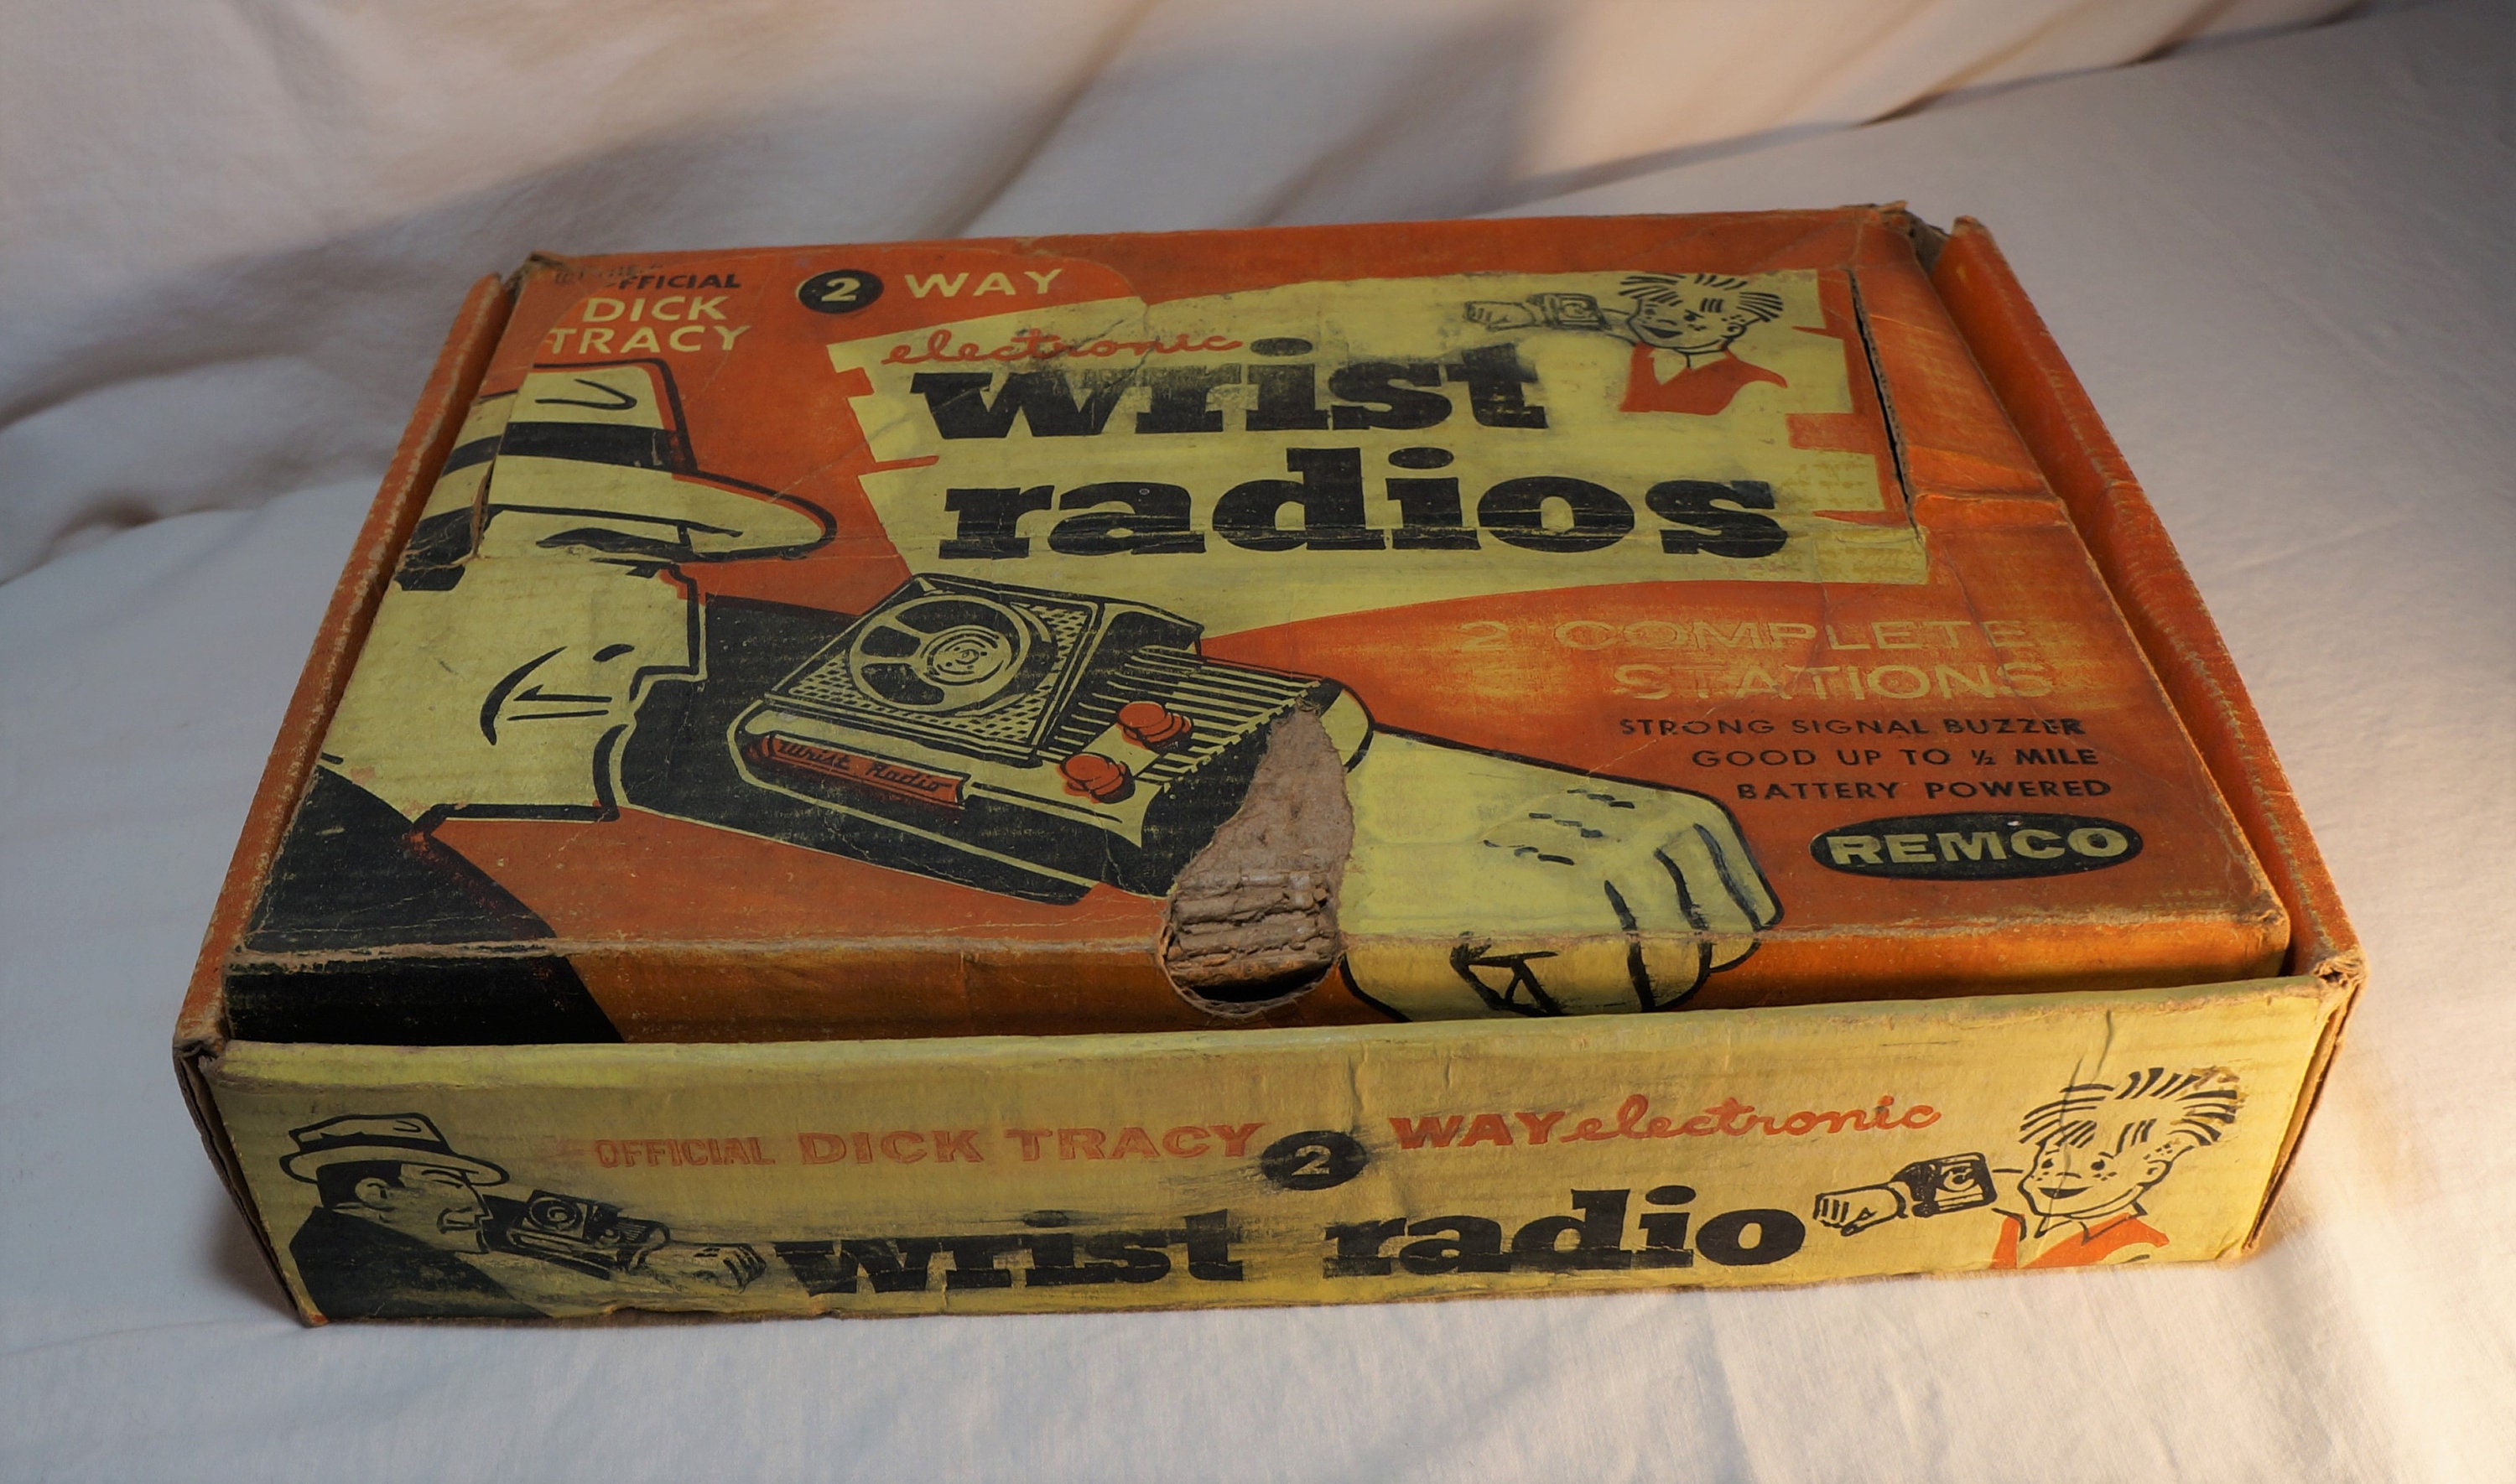 OFFICIAL
DICK
TRACY
2 WAY
electronic
wrist
radios
Wrist Radio
2 COMPLETE
STATIONS
STRONG SIGNAL BUZZER
GOOD UP TO ½ MILE
BATTERY POWERED
REMCO
OFFICIAL DICK TRACY 2 WAY electronic
wrist radio